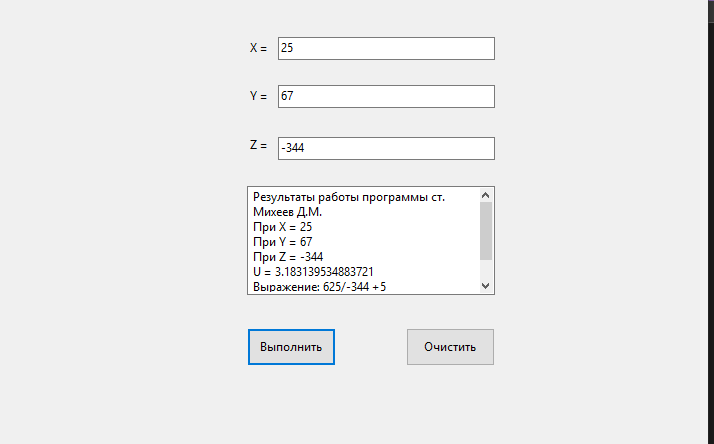 X = 25
Y = 67
Z = -344
Результаты работы программы ст.
Михеев Д.М.
При X = 25
При Y = 67
При Z = -344
U = 3.183139534883721
Выражение: 625/-344 +5
Выполнить Очистить